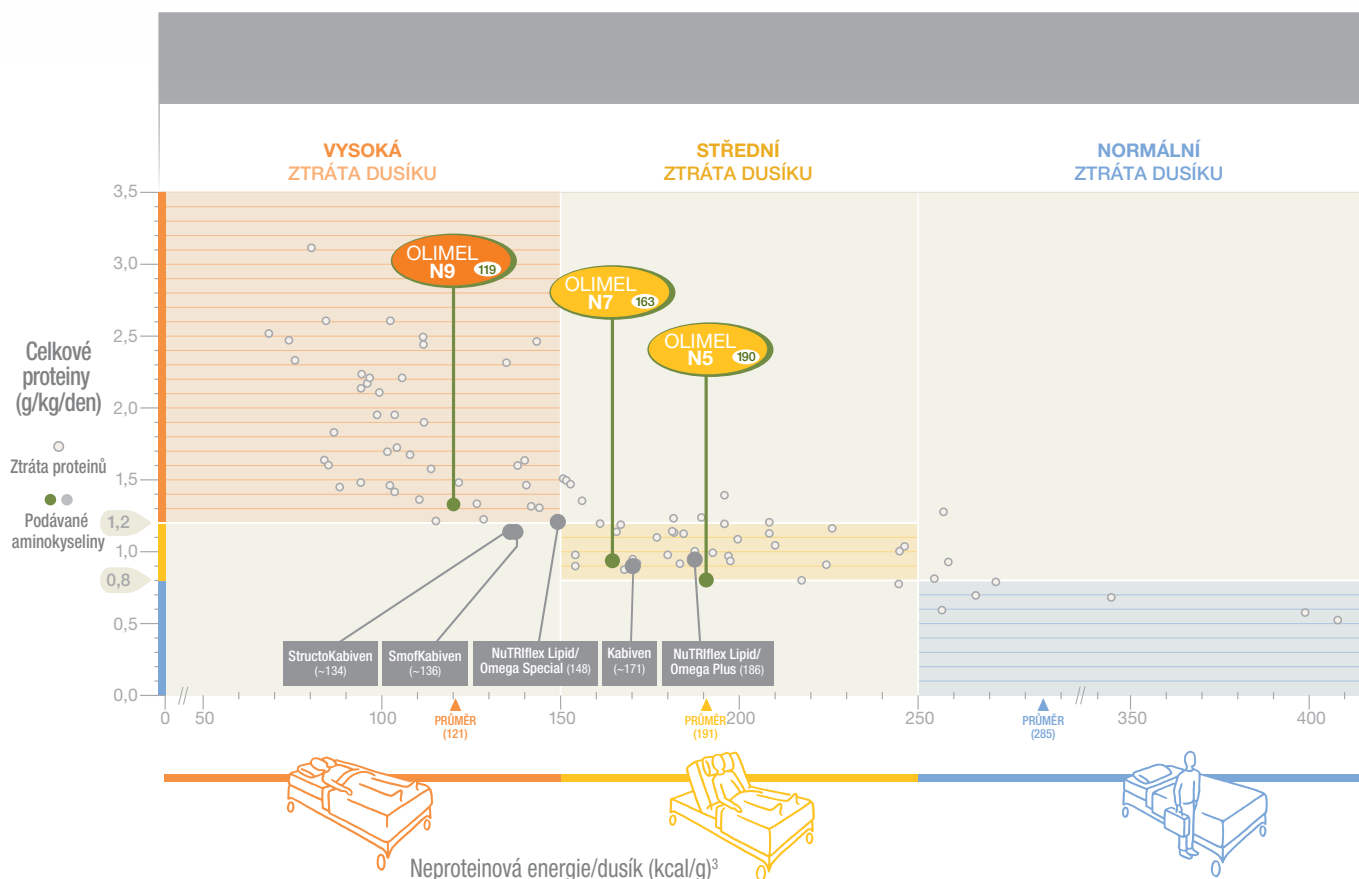 VYSOKÁ
ZTRÁTA DUSÍKU
STŘEDNÍ
ZTRÁTA DUSÍKU
NORMÁLNÍ
ZTRÁTA DUSÍKU
3,5
3,0
2,5
2,0
1,5
1,2
1,0
0,8
0,5
0,0
Celkové
proteiny
(g/kg/den)
Ztráta proteinů
Podávané
aminokyseliny
OLIMEL
N9 119
OLIMEL
N7 163
OLIMEL
N5 190
StructoKabiven
(~134)
SmofKabiven
(~136)
NuTRIflex Lipid/
Omega Special (148)
Kabiven
(~171)
NuTRIflex Lipid/
Omega Plus (186)
0 50 100 150 200 250 350 400
PRŮMĚR
(121)
PRŮMĚR
(191)
PRŮMĚR
(285)
Neproteinová energie/dusík (kcal/g)³